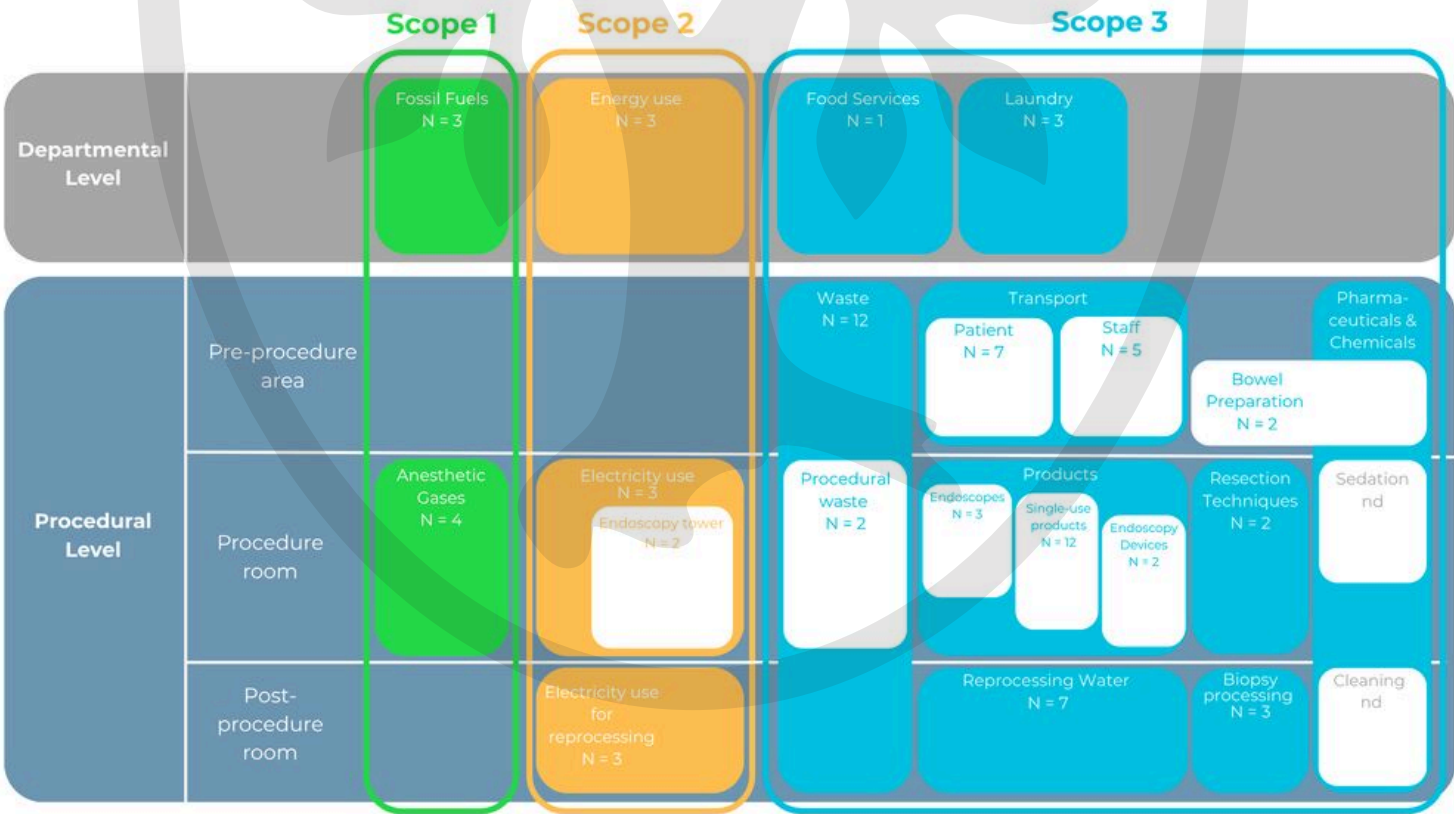 Scope 1
Scope 2
Scope 3
Departmental
Level
Fossil Fuels
N = 3
Energy use
N = 3
Food Services
N = 1
Laundry
N = 3
Procedural
Level
Pre-procedure
area
Waste
N = 12
Transport
Patient
N = 7
Staff
N = 5
Pharma-
ceuticals &
Chemicals
Bowel
Preparation
N = 2
Procedure
room
Anesthetic
Gases
N = 4
Electricity use
N = 3
Endoscopy tower
N = 2
Procedural
waste
N = 2
Products
Endoscopes
N = 3
Single-use
products
N = 12
Endoscopy
Devices
N = 2
Resection
Techniques
N = 2
Sedation
nd
Post-
procedure
room
Electricity use
for
reprocessing
N = 3
Reprocessing Water
N = 7
Biopsy
processing
N = 3
Cleaning
nd